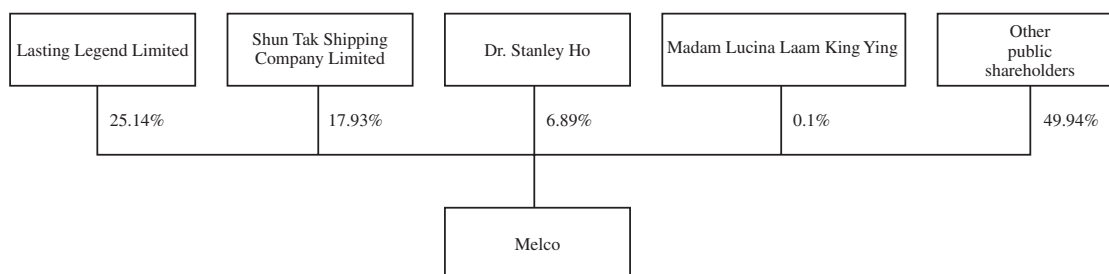 Lasting Legend Limited
Shun Tak Shipping
Company Limited
Dr. Stanley Ho
Madam Lucina Laam King Ying
Other
public
shareholders
25.14%
17.93%
6.89%
0.1%
49.94%
Melco